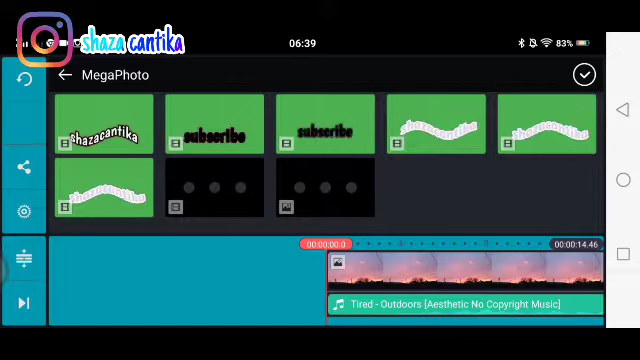 shaza cantika
06:39
83%
MegaPhoto
shazacantika
subscribe
subscribe
shazacantika
shazacantika
shazacantika
00:00:00.0
00:00:14.46
Tired - Outdoors [Aesthetic No Copyright Music]